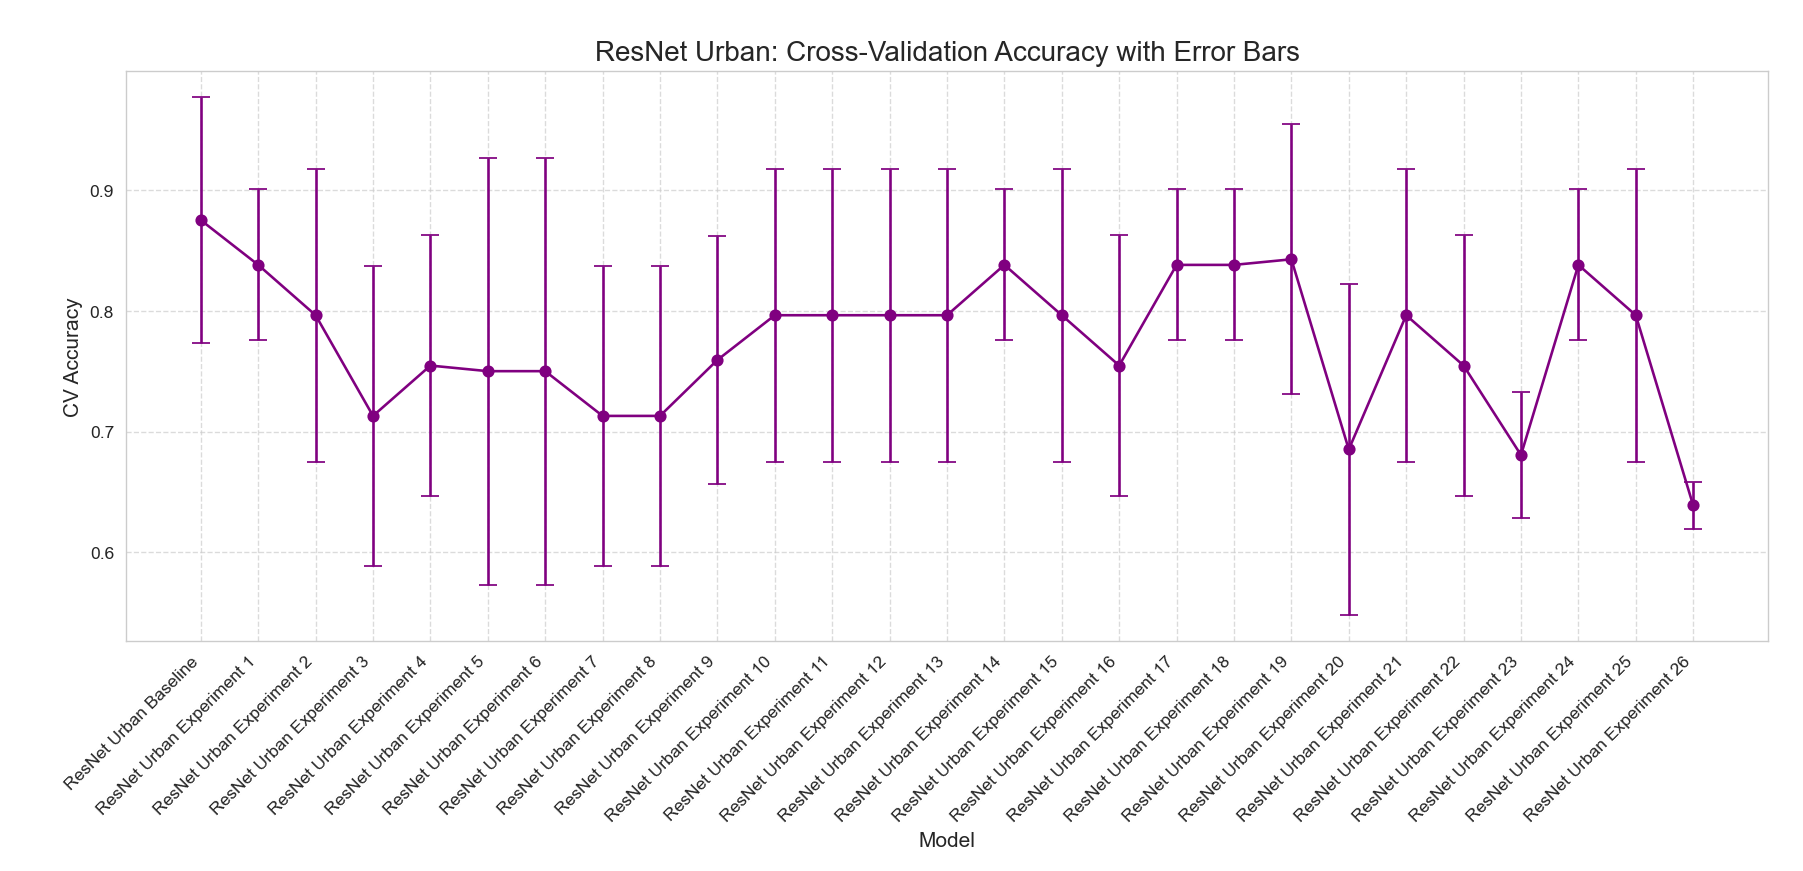 ResNet Urban: Cross-Validation Accuracy with Error Bars
CV Accuracy
0.9
0.8
0.7
0.6
ResNet Urban Baseline
ResNet Urban Experiment 1
ResNet Urban Experiment 2
ResNet Urban Experiment 3
ResNet Urban Experiment 4
ResNet Urban Experiment 5
ResNet Urban Experiment 6
ResNet Urban Experiment 7
ResNet Urban Experiment 8
ResNet Urban Experiment 9
ResNet Urban Experiment 10
ResNet Urban Experiment 11
ResNet Urban Experiment 12
ResNet Urban Experiment 13
ResNet Urban Experiment 14
ResNet Urban Experiment 15
ResNet Urban Experiment 16
ResNet Urban Experiment 17
ResNet Urban Experiment 18
ResNet Urban Experiment 19
ResNet Urban Experiment 20
ResNet Urban Experiment 21
ResNet Urban Experiment 22
ResNet Urban Experiment 23
ResNet Urban Experiment 24
ResNet Urban Experiment 25
ResNet Urban Experiment 26
Model